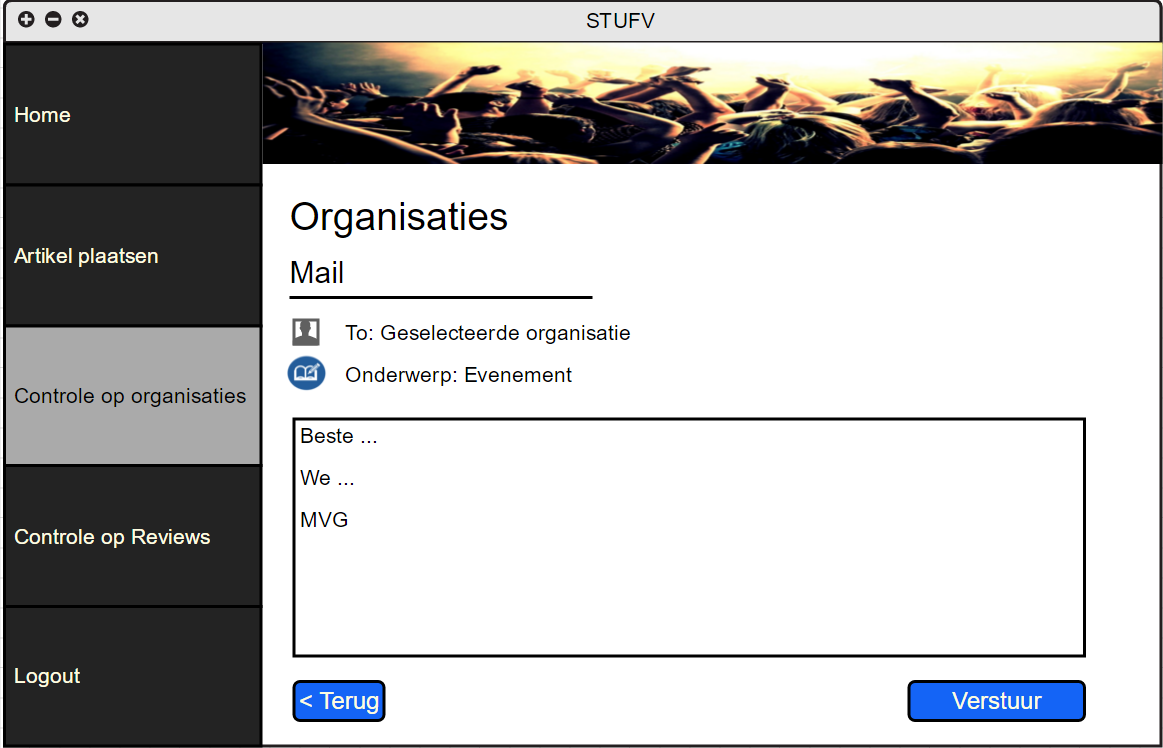 STUFV
Home
Artikel plaatsen
Controle op organisaties
Controle op Reviews
Logout
Organisaties
Mail
To: Geselecteerde organisatie
Onderwerp: Evenement
Beste ...
We ...
MVG
< Terug
Verstuur